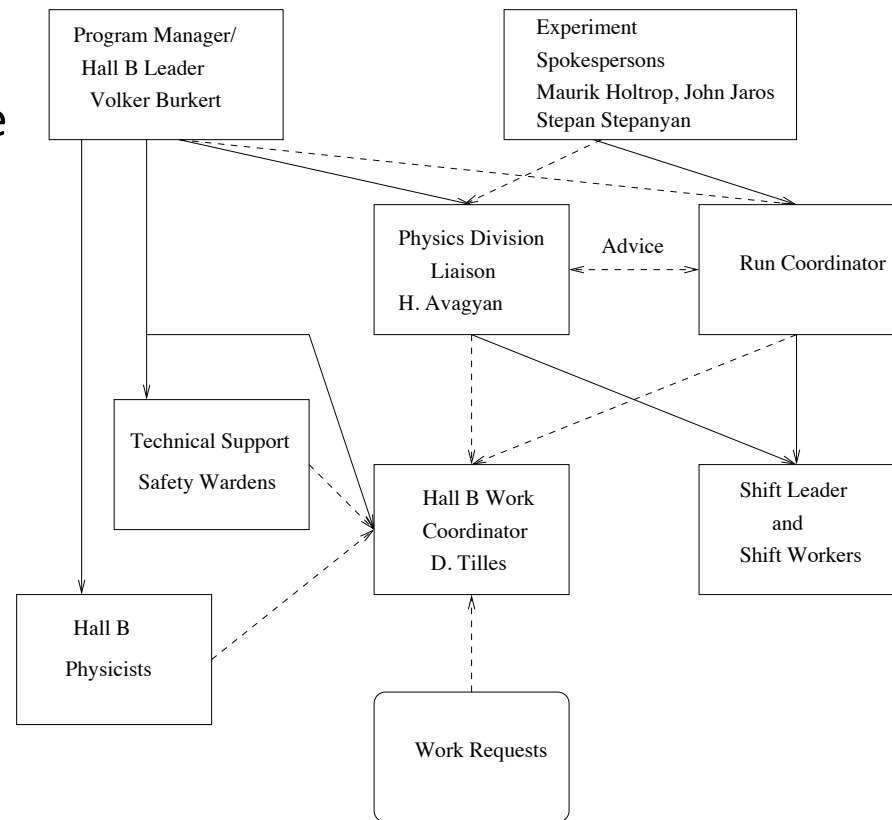 Program Manager/
Hall B Leader
Volker Burkert
Experiment
Spokespersons
Maurik Holtrop, John Jaros
Stepan Stepanyan
e
Physics Division
Liaison
H. Avagyan
Advice
Run Coordinator
Technical Support
Safety Wardens
Hall B Work
Coordinator
D. Tilles
Shift Leader
and
Shift Workers
Hall B
Physicists
Work Requests